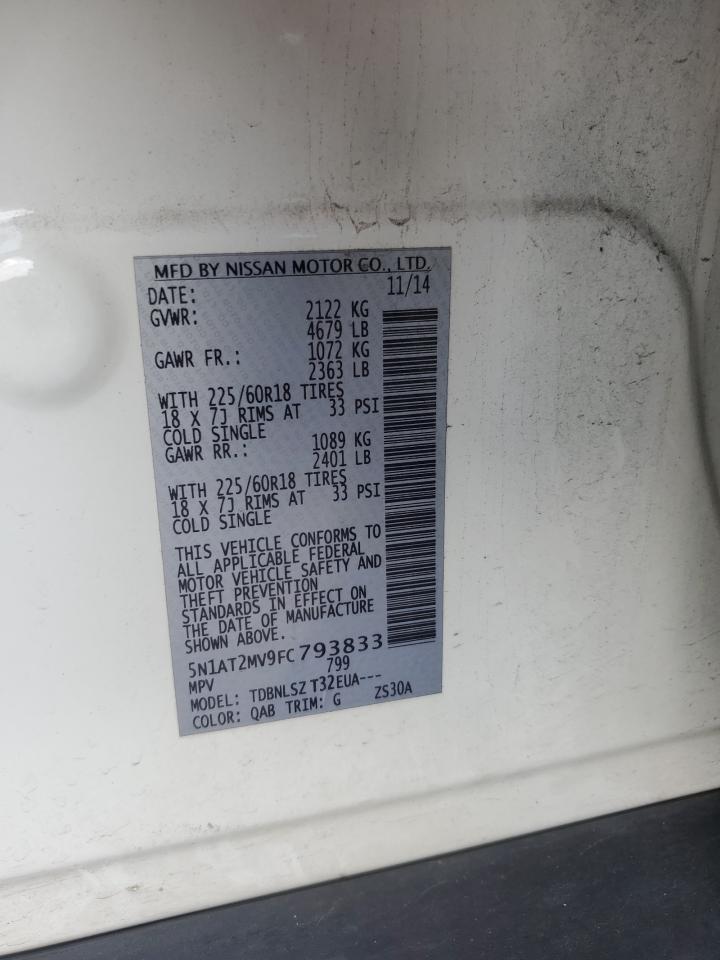 MFD BY NISSAN MOTOR CO., LTD.
DATE: 11/14
GVWR: 2122 KG
4679 LB
GAWR FR.: 1072 KG
2363 LB
WITH 225/60R18 TIRES
18 X 7J RIMS AT 33 PSI
COLD SINGLE
GAWR RR.: 1089 KG
2401 LB
WITH 225/60R18 TIRES
18 X 7J RIMS AT 33 PSI
COLD SINGLE
THIS VEHICLE CONFORMS TO
ALL APPLICABLE FEDERAL
MOTOR VEHICLE SAFETY AND
THEFT PREVENTION
STANDARDS IN EFFECT ON
THE DATE OF MANUFACTURE
SHOWN ABOVE.
5N1AT2MV9FC793833
MPV 799
MODEL: TDBNLSZ T32EUA---
COLOR: QAB TRIM: G ZS30A